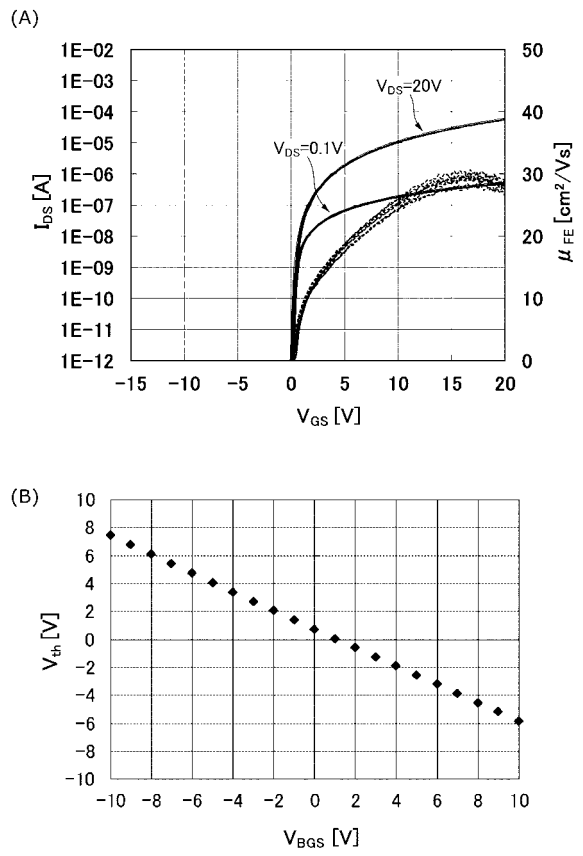 (A)
1E-02
1E-03
1E-04
1E-05
1E-06
1E-07
1E-08
1E-09
1E-10
1E-11
1E-12
I_DS [A]
50
40
30
20
10
0
μ_FE [cm²/Vs]
V_DS=20V
V_DS=0.1V
-15 -10 -5 0 5 10 15 20
V_GS [V]
(B)
10
8
6
4
2
0
-2
-4
-6
-8
-10
V_th [V]
-10 -8 -6 -4 -2 0 2 4 6 8 10
V_BGS [V]